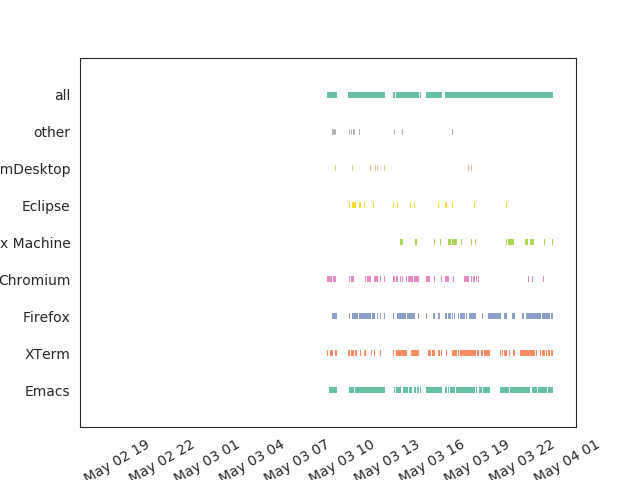 all
other
mDesktop
Eclipse
x Machine
Chromium
Firefox
XTerm
Emacs
May 02 19
May 02 22
May 03 01
May 03 04
May 03 07
May 03 10
May 03 13
May 03 16
May 03 19
May 03 22
May 04 01